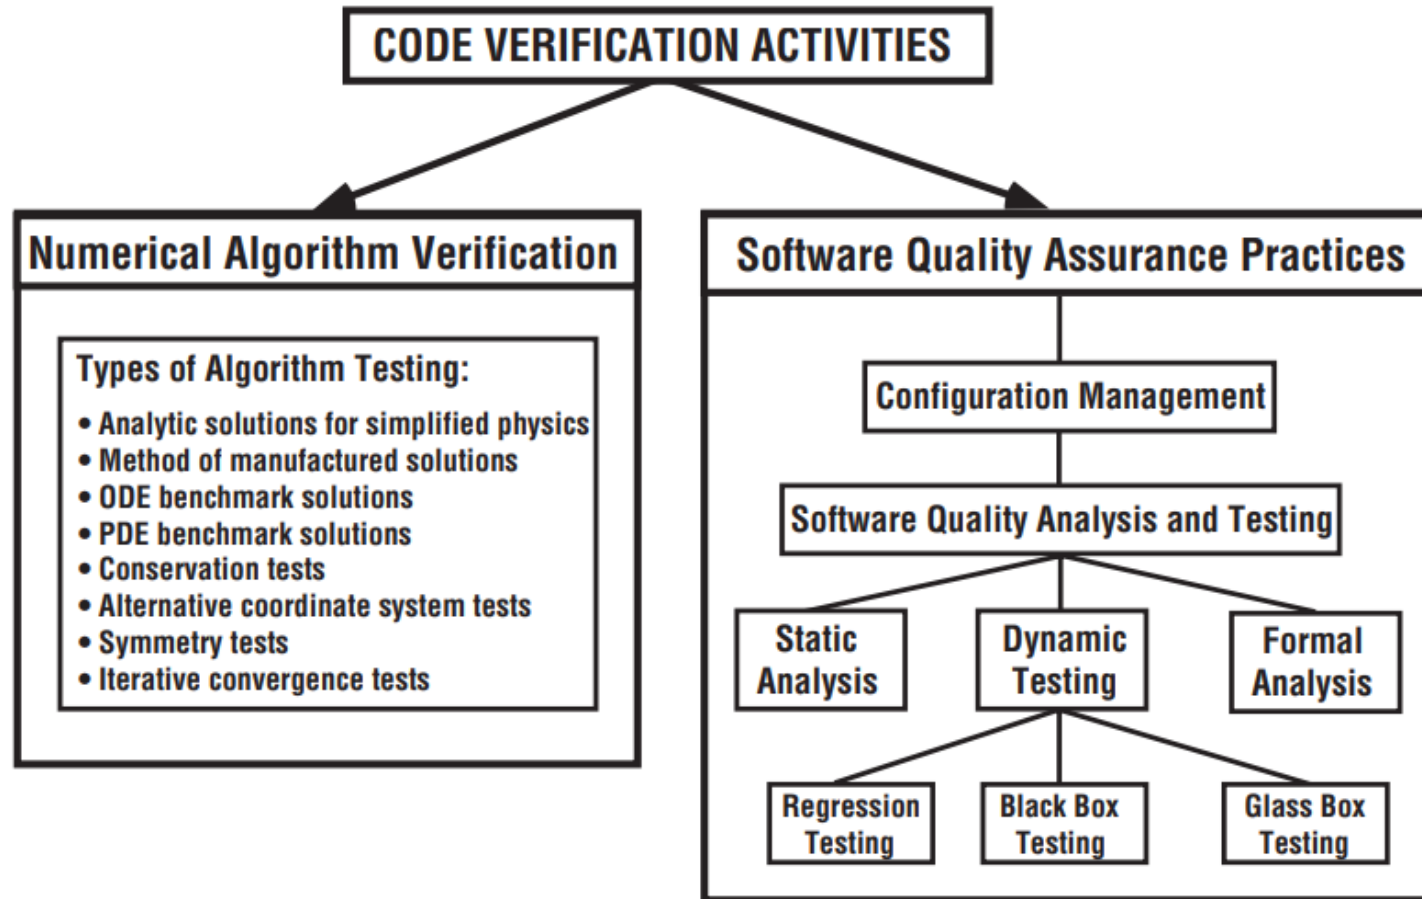 CODE VERIFICATION ACTIVITIES
Numerical Algorithm Verification
Types of Algorithm Testing:
• Analytic solutions for simplified physics
• Method of manufactured solutions
• ODE benchmark solutions
• PDE benchmark solutions
• Conservation tests
• Alternative coordinate system tests
• Symmetry tests
• Iterative convergence tests
Software Quality Assurance Practices
Configuration Management
Software Quality Analysis and Testing
Static
Analysis
Dynamic
Testing
Formal
Analysis
Regression
Testing
Black Box
Testing
Glass Box
Testing